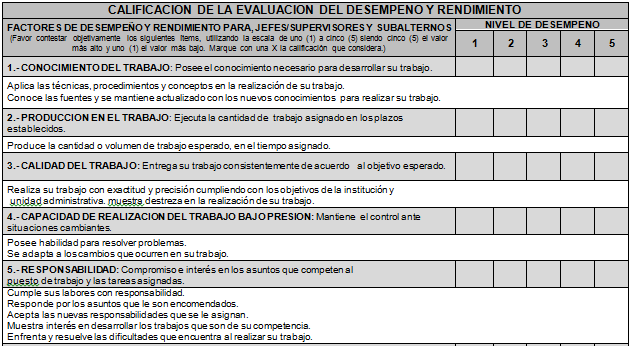 CALIFICACION DE LA EVALUACION DEL DESEMPEÑO Y RENDIMIENTO
FACTORES DE DESEMPEÑO Y RENDIMIENTO PARA, JEFES/SUPERVISORES Y SUBALTERNOS
(Favor contestar objetivamente los siguientes Ítems, utilizando la escala de uno (1) a cinco (5) siendo cinco (5) el valor
más alto y uno (1) el valor más bajo. Marque con una X la calificación que considera.)
NIVEL DE DESEMPEÑO
1 2 3 4 5
1.- CONOCIMIENTO DEL TRABAJO: Posee el conocimiento necesario para desarrollar su trabajo.
Aplica las técnicas, procedimientos y conceptos en la realización de su trabajo.
Conoce las fuentes y se mantiene actualizado con los nuevos conocimientos para realizar su trabajo.
2.- PRODUCCION EN EL TRABAJO: Ejecuta la cantidad de trabajo asignado en los plazos
establecidos.
Produce la cantidad o volumen de trabajo esperado, en el tiempo asignado.
3.- CALIDAD DEL TRABAJO: Entrega su trabajo consistentemente de acuerdo al objetivo esperado.
Realiza su trabajo con exactitud y precisión cumpliendo con los objetivos de la institución y
unidad administrativa. muestra destreza en la realización de su trabajo.
4.- CAPACIDAD DE REALIZACION DEL TRABAJO BAJO PRESION: Mantiene el control ante
situaciones cambiantes.
Posee habilidad para resolver problemas.
Se adapta a los cambios que ocurren en su trabajo.
5.- RESPONSABILIDAD: Compromiso e interés en los asuntos que competen al
puesto de trabajo y las tareas asignadas.
Cumple sus labores con responsabilidad.
Responde por los asuntos que le son encomendados.
Acepta las nuevas responsabilidades que se le asignan.
Muestra interés en desarrollar los trabajos que son de su competencia.
Enfrenta y resuelve las dificultades que encuentra al realizar su trabajo.